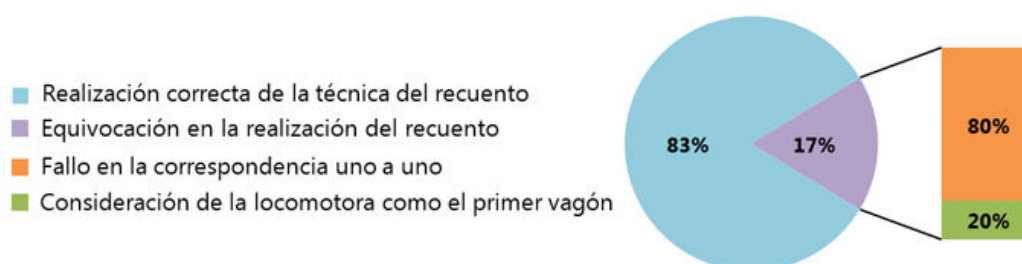 Realización correcta de la técnica del recuento
Equivocación en la realización del recuento
Fallo en la correspondencia uno a uno
Consideración de la locomotora como el primer vagón
83%
17%
80%
20%